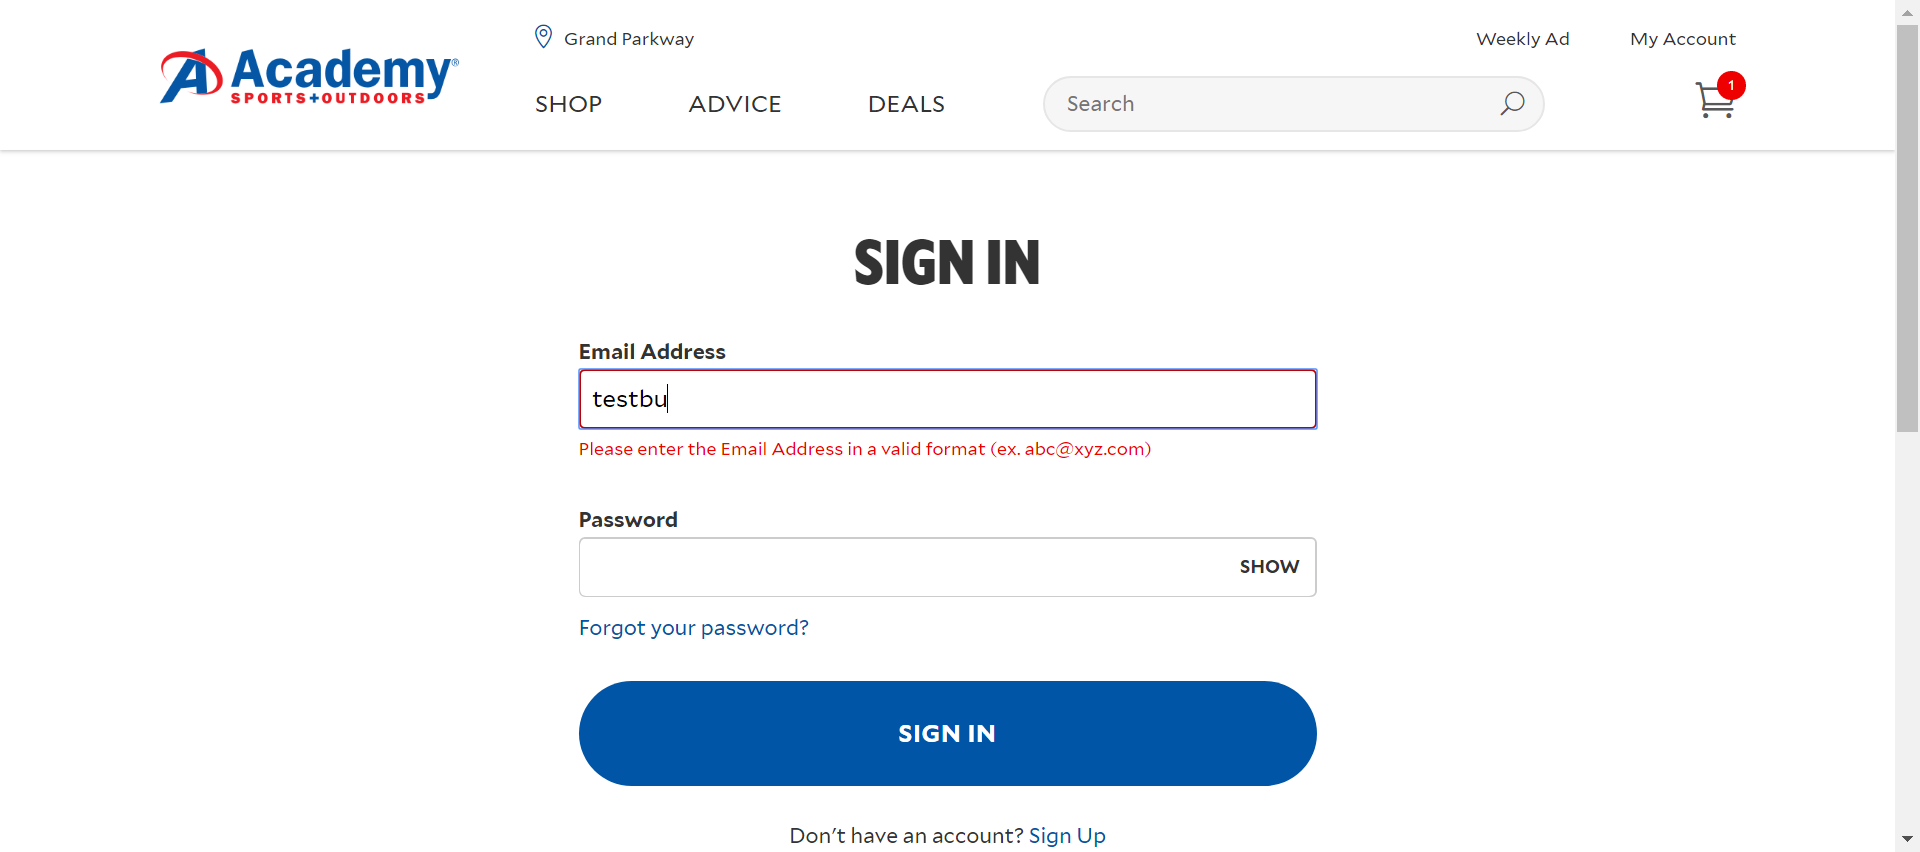 Grand Parkway
Weekly Ad
My Account
Academy®
SPORTS+OUTDOORS
SHOP
ADVICE
DEALS
Search
1
SIGN IN
Email Address
testbu
Please enter the Email Address in a valid format (ex. abc@xyz.com)
Password
SHOW
Forgot your password?
SIGN IN
Don't have an account? Sign Up